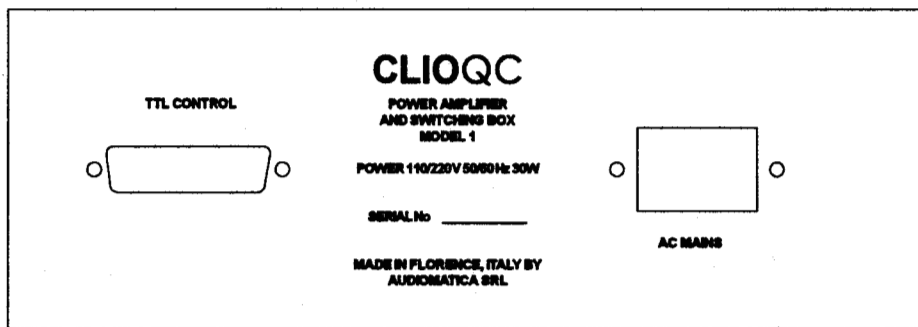 CLIOQC
TTL CONTROL
POWER AMPLIFIER
AND SWITCHING BOX
MODEL 1
POWER 110/220V 50/60Hz 30W
SERIAL No
AC MAINS
MADE IN FLORENCE, ITALY BY
AUDIOMATICA SRL